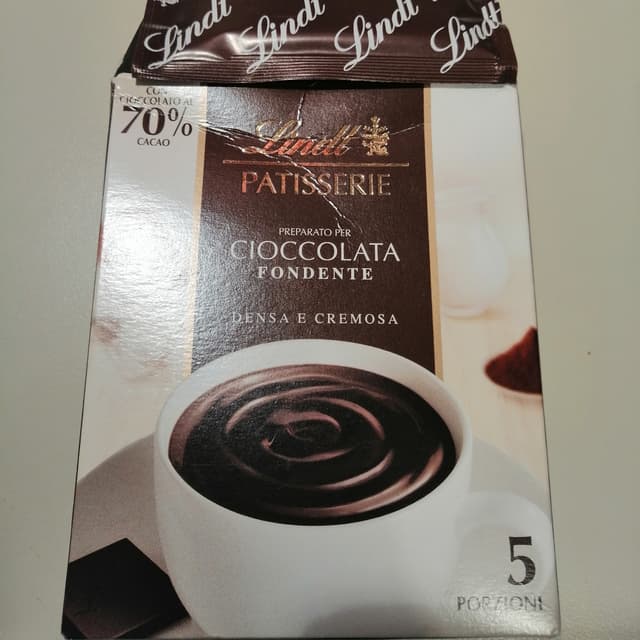 Lindt Lindt Lindt Lindt
CON
CIOCCOLATO AL
70%
CACAO
Lindt
PATISSERIE
PREPARATO PER
CIOCCOLATA
FONDENTE
DENSA E CREMOSA
5
PORZIONI